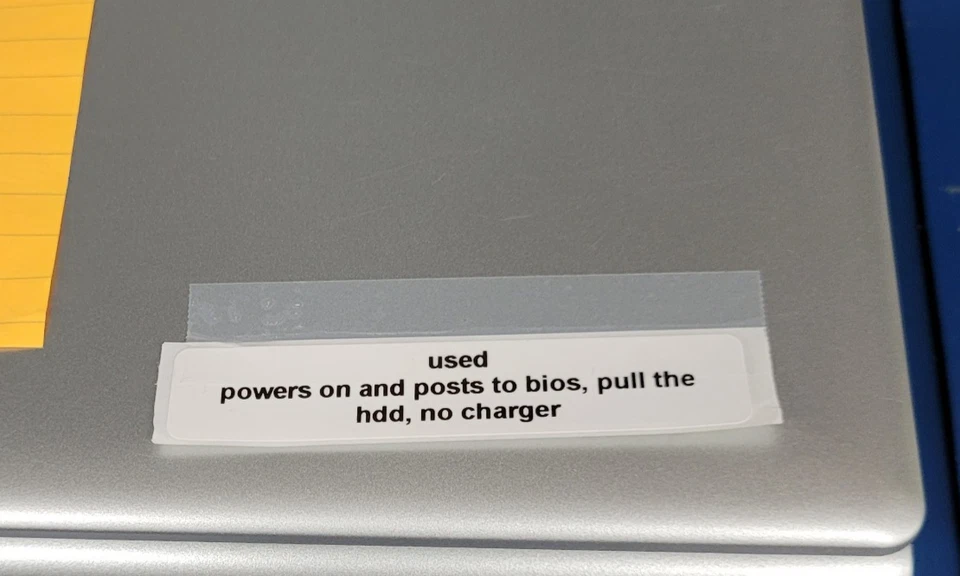 used
powers on and posts to bios, pull the
hdd, no charger